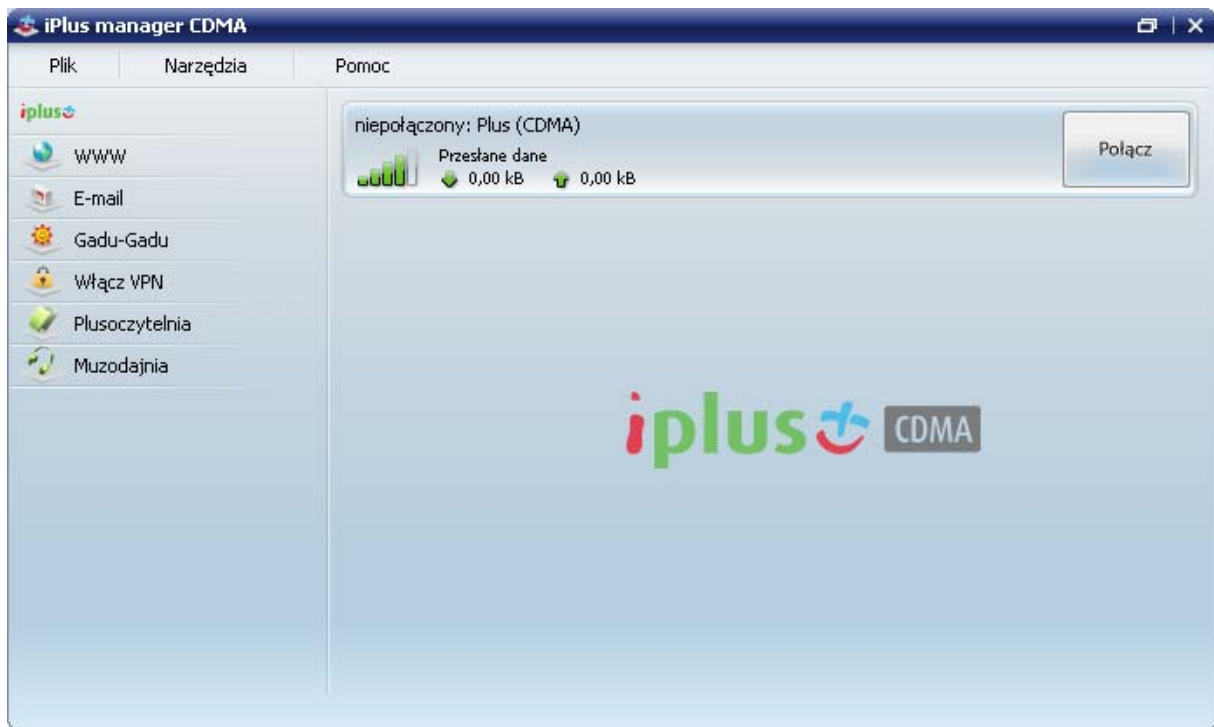 iPlus manager CDMA
Plik Narzędzia Pomoc
iplus
WWW
E-mail
Gadu-Gadu
Włącz VPN
Plusoczytelnia
Muzodajnia
niepołączony: Plus (CDMA)
Przesłane dane
0,00 kB 0,00 kB
Połącz
iplus CDMA